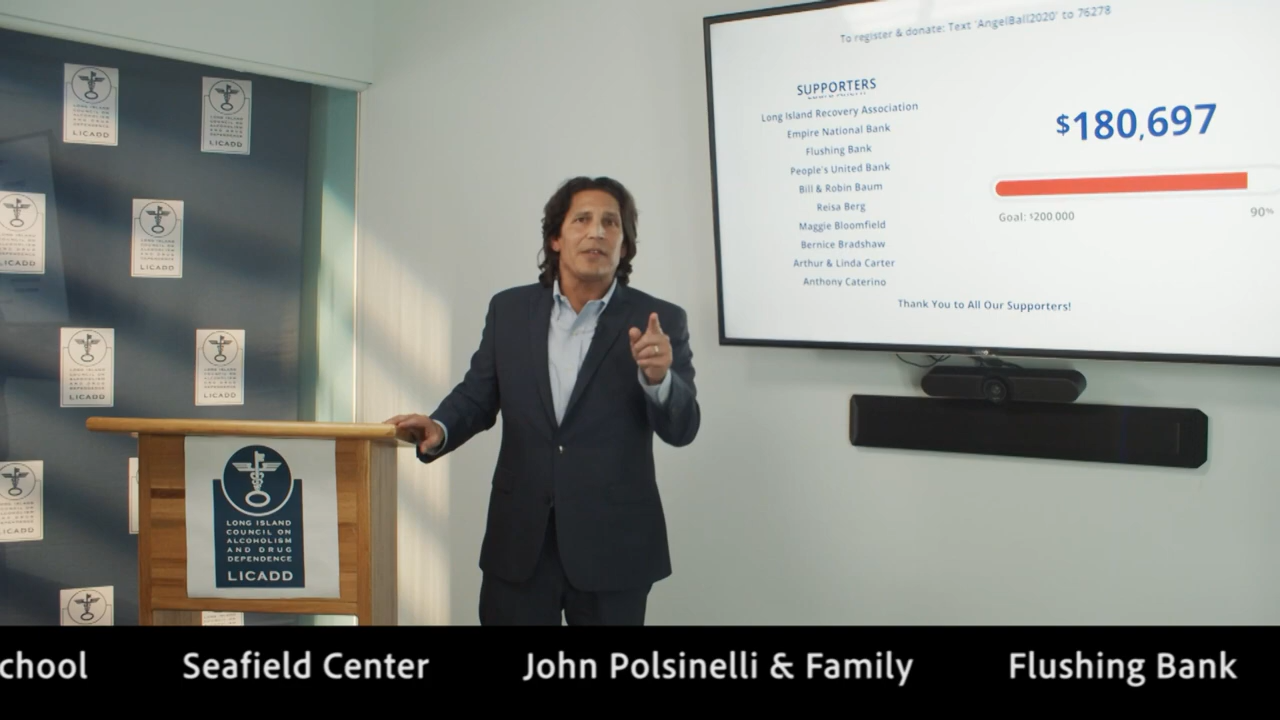 To register & donate: Text 'AngelBall2020' to 76278
SUPPORTERS
Long Island Recovery Association
Empire National Bank
Flushing Bank
People's United Bank
Bill & Robin Baum
Reisa Berg
Maggie Bloomfield
Bernice Bradshaw
Arthur & Linda Carter
Anthony Caterino
$180,697
Goal: $200,000
90%
Thank You to All Our Supporters!
LICADD
LICADD
LICADD
LICADD
LICADD
LICADD
LICADD
LONG ISLAND
COUNCIL ON
ALCOHOLISM
AND DRUG
DEPENDENCE
LICADD
chool
Seafield Center
John Polsinelli & Family
Flushing Bank